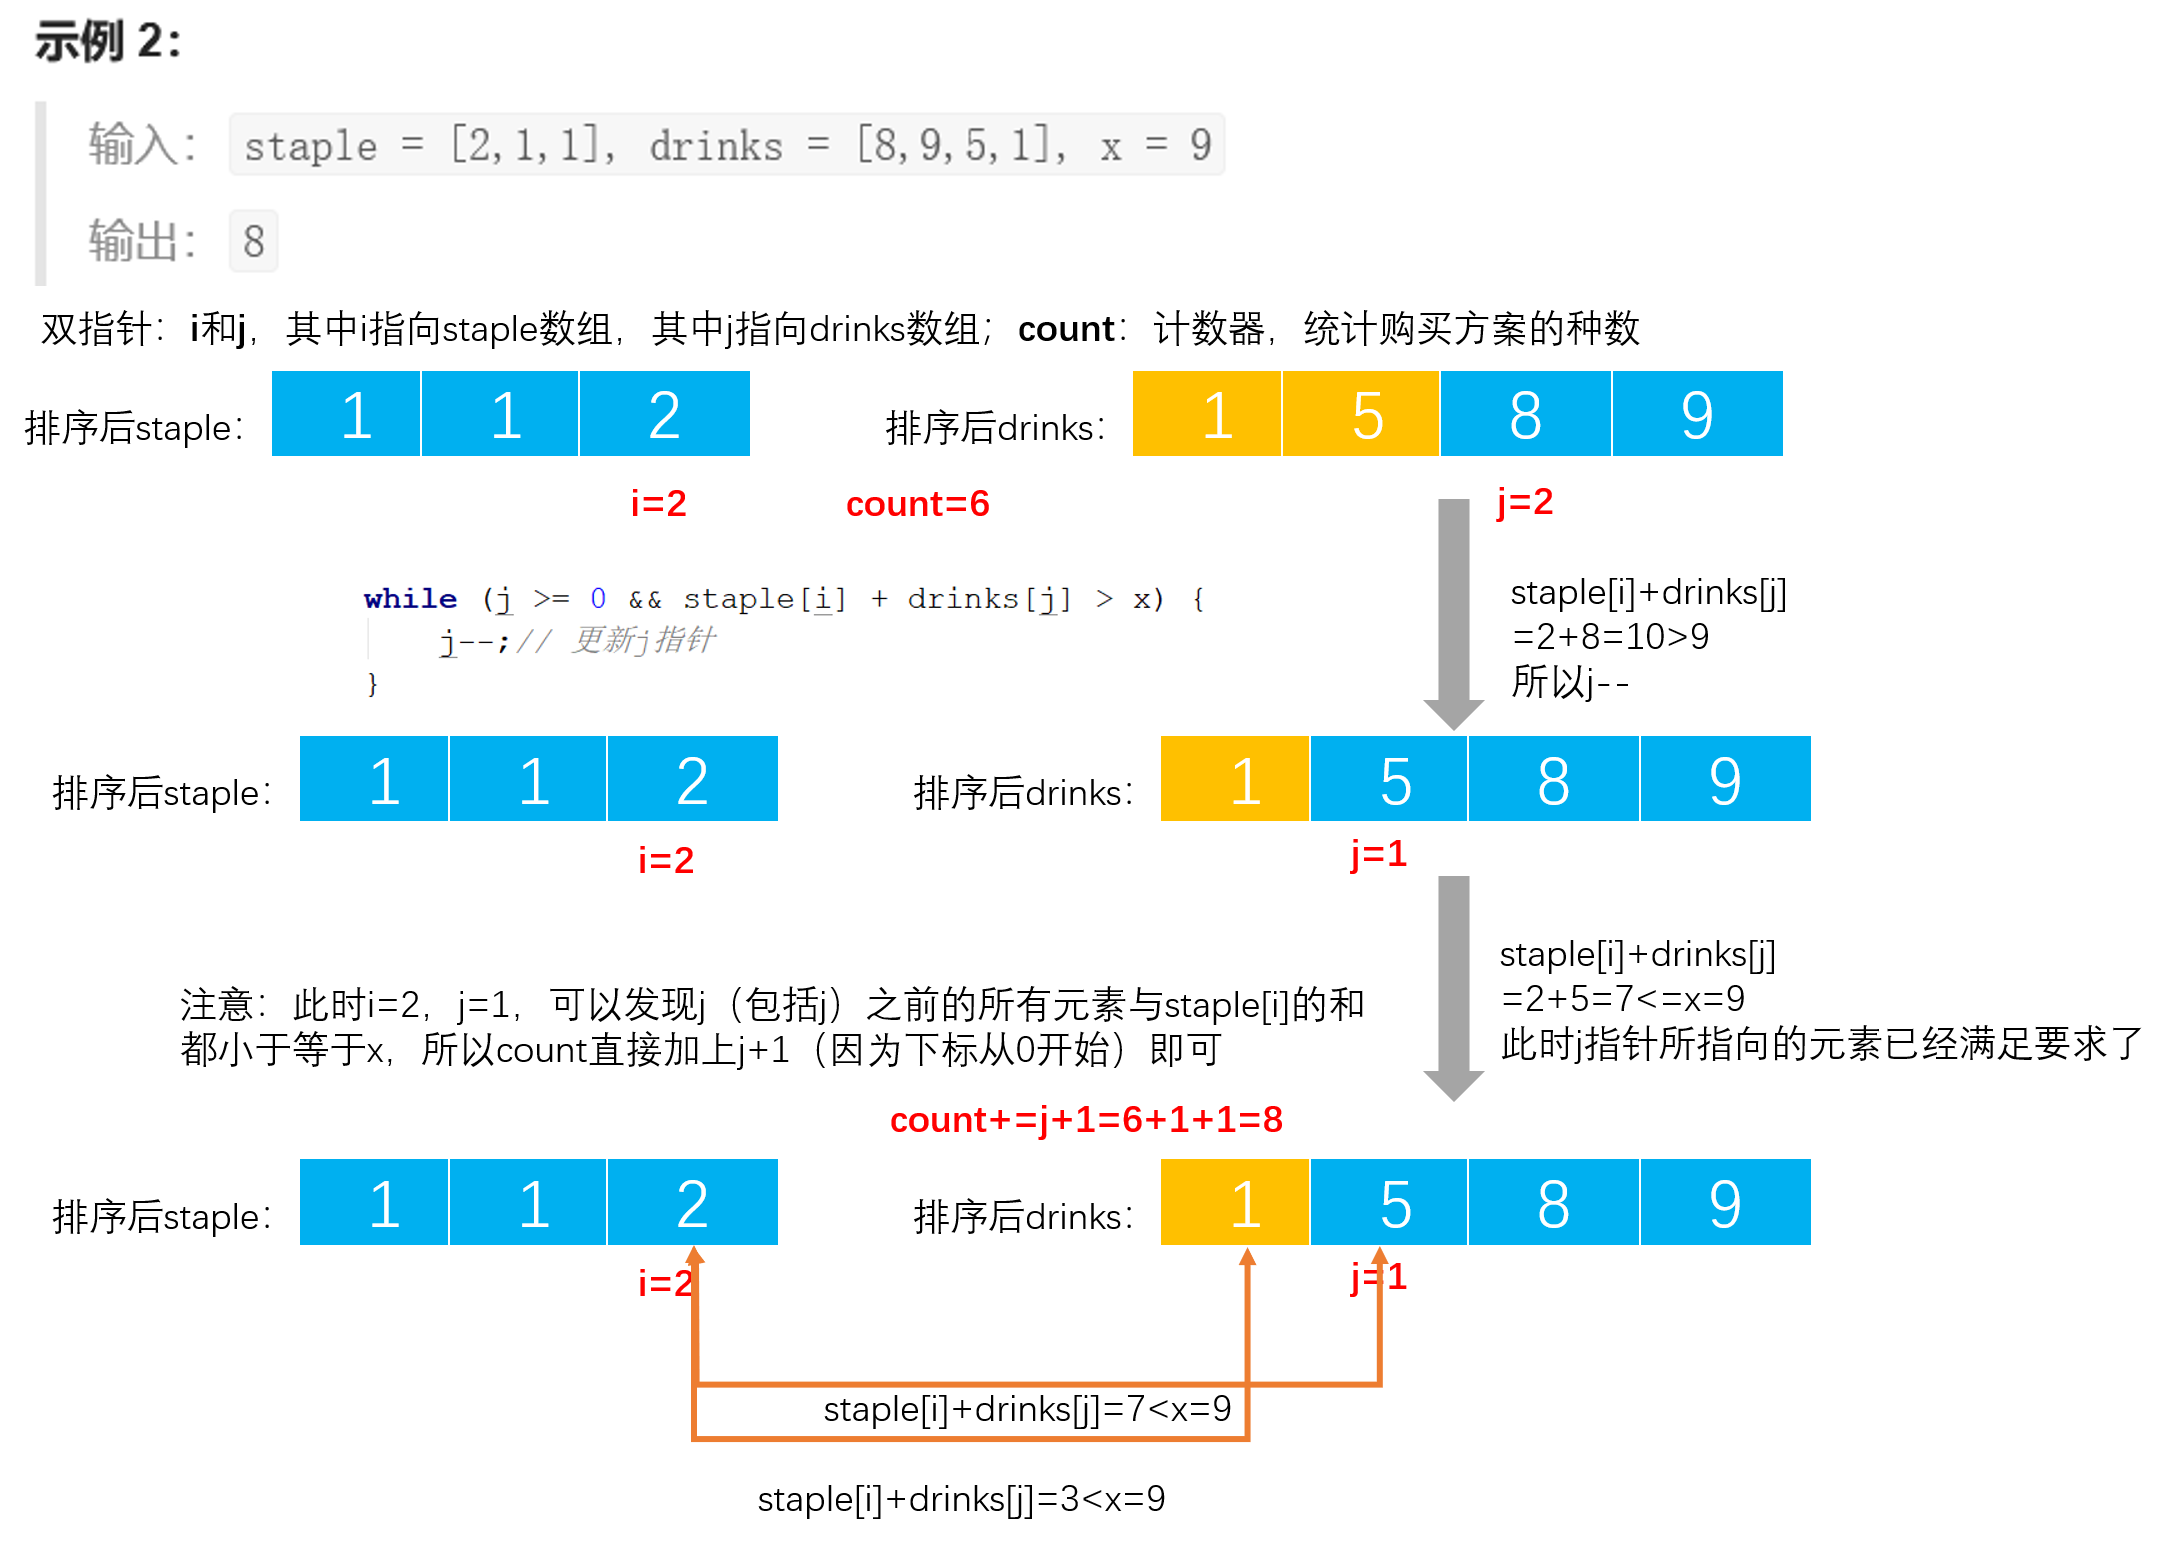 示例 2：
输入： staple = [2,1,1], drinks = [8,9,5,1], x = 9
输出： 8
双指针：i和j，其中i指向staple数组，其中j指向drinks数组；count：计数器，统计购买方案的种数
排序后staple： 1 1 2 排序后drinks： 1 5 8 9
i=2 count=6 j=2
while (j >= 0 && staple[i] + drinks[j] > x) {
j--;// 更新j指针
}
staple[i]+drinks[j]
=2+8=10>9
所以j--
排序后staple： 1 1 2 排序后drinks： 1 5 8 9
i=2 j=1
staple[i]+drinks[j]
=2+5=7<=x=9
此时j指针所指向的元素已经满足要求了
注意：此时i=2，j=1，可以发现j（包括j）之前的所有元素与staple[i]的和
都小于等于x，所以count直接加上j+1（因为下标从0开始）即可
count+=j+1=6+1+1=8
排序后staple： 1 1 2 排序后drinks： 1 5 8 9
i=2 j=1
staple[i]+drinks[j]=7<x=9
staple[i]+drinks[j]=3<x=9